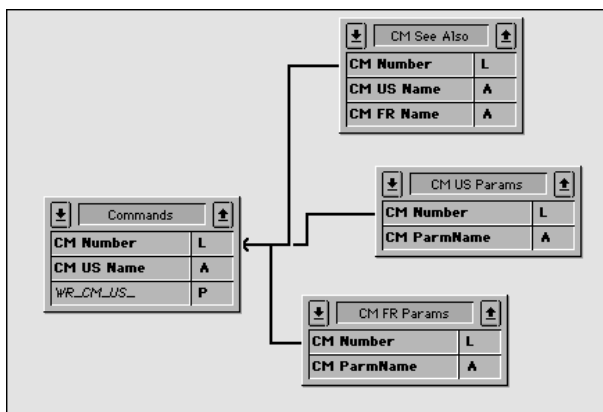 CM See Also
CM Number L
CM US Name A
CM FR Name A
CM US Params
CM Number L
CM ParmName A
Commands
CM Number L
CM US Name A
WR_CM_US_ P
CM FR Params
CM Number L
CM ParmName A